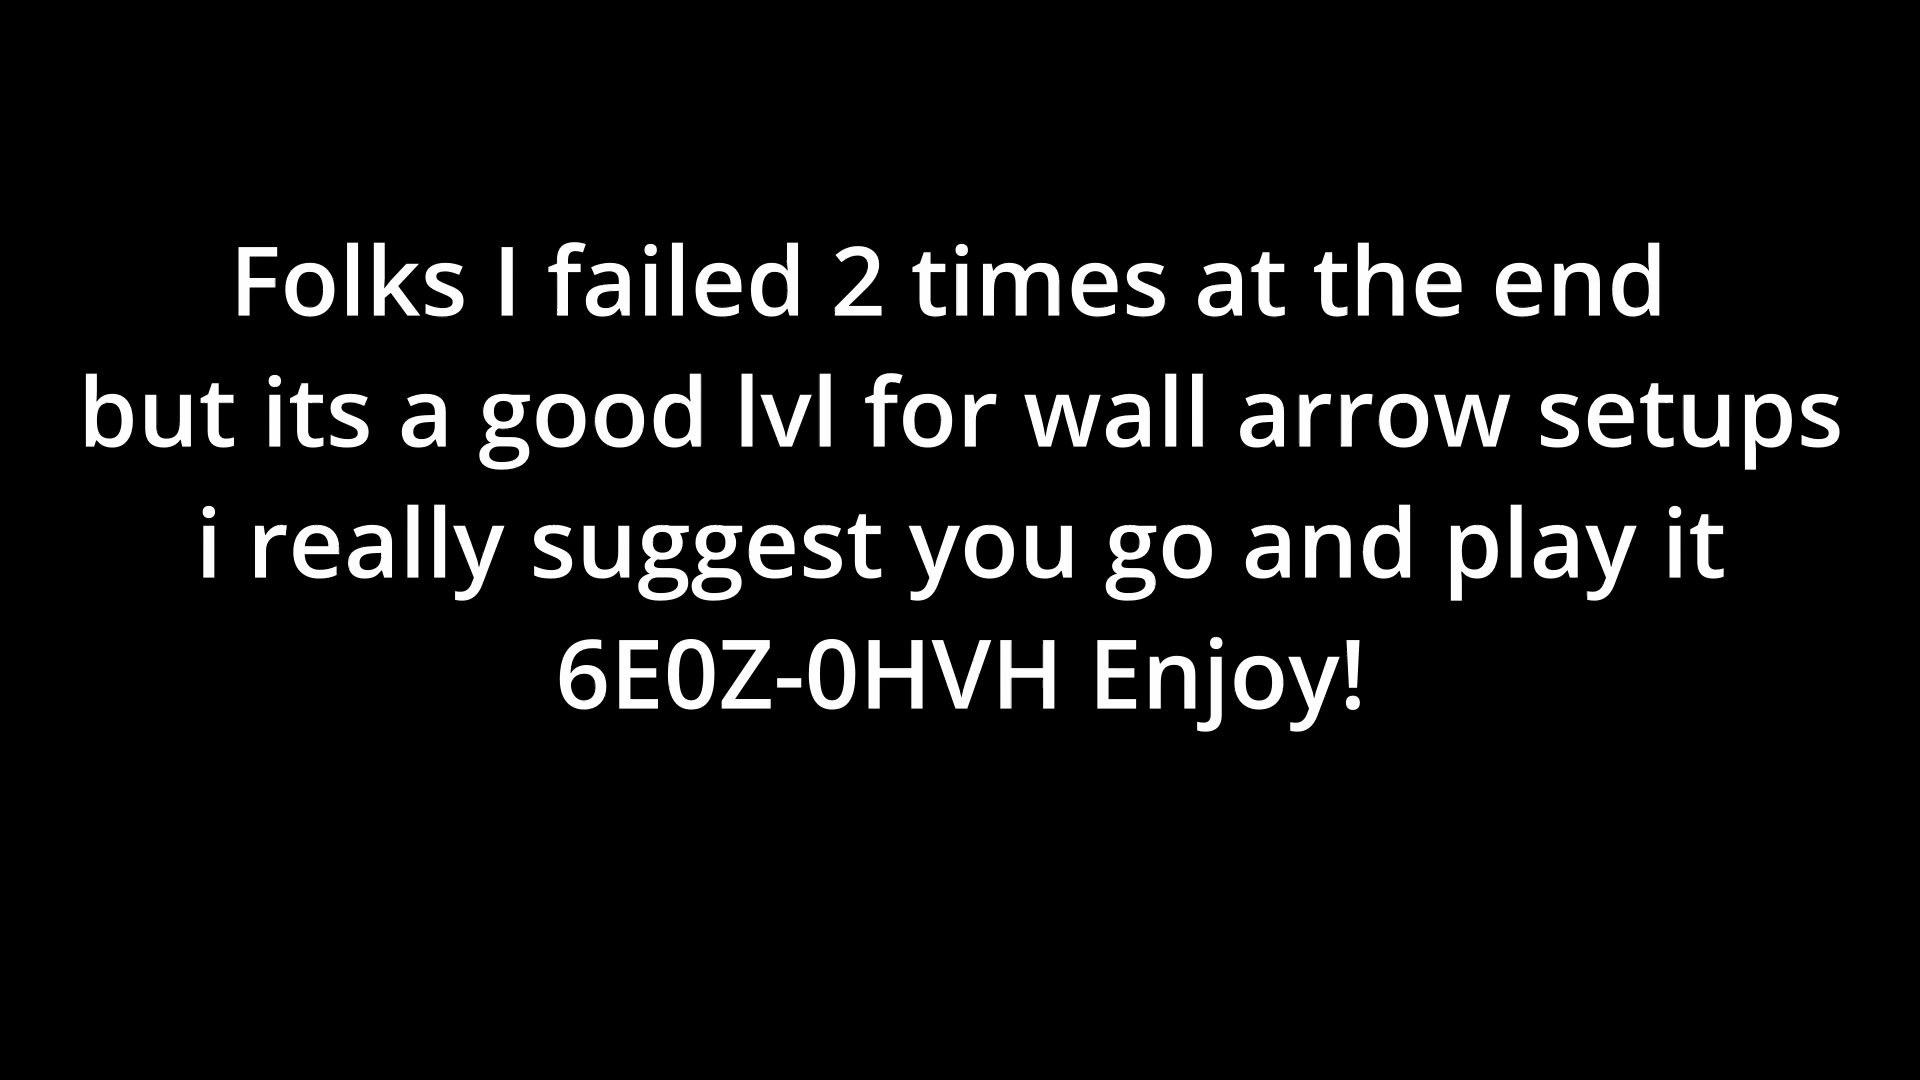 Folks I failed 2 times at the end
but its a good lvl for wall arrow setups
i really suggest you go and play it
6E0Z-0HVH Enjoy!